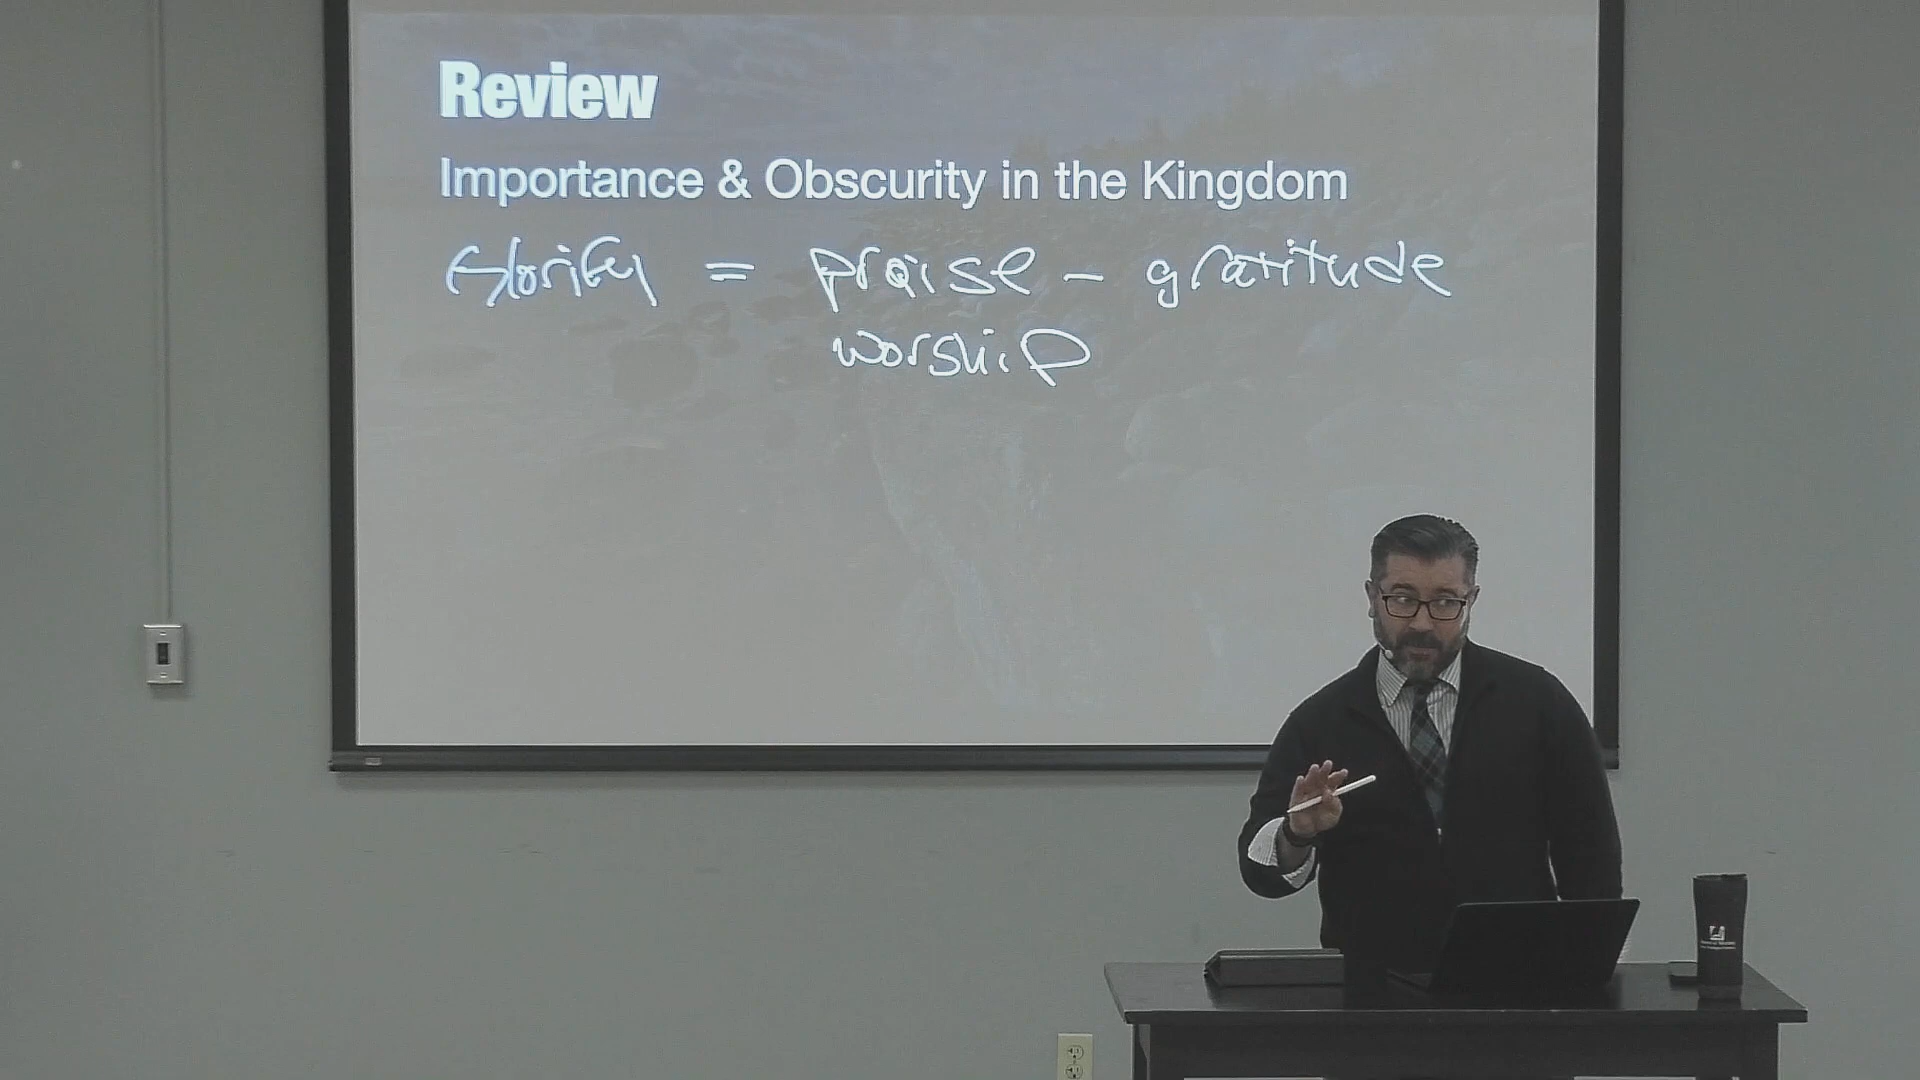 Review
Importance & Obscurity in the Kingdom
Glorify = praise - gratitude
worship